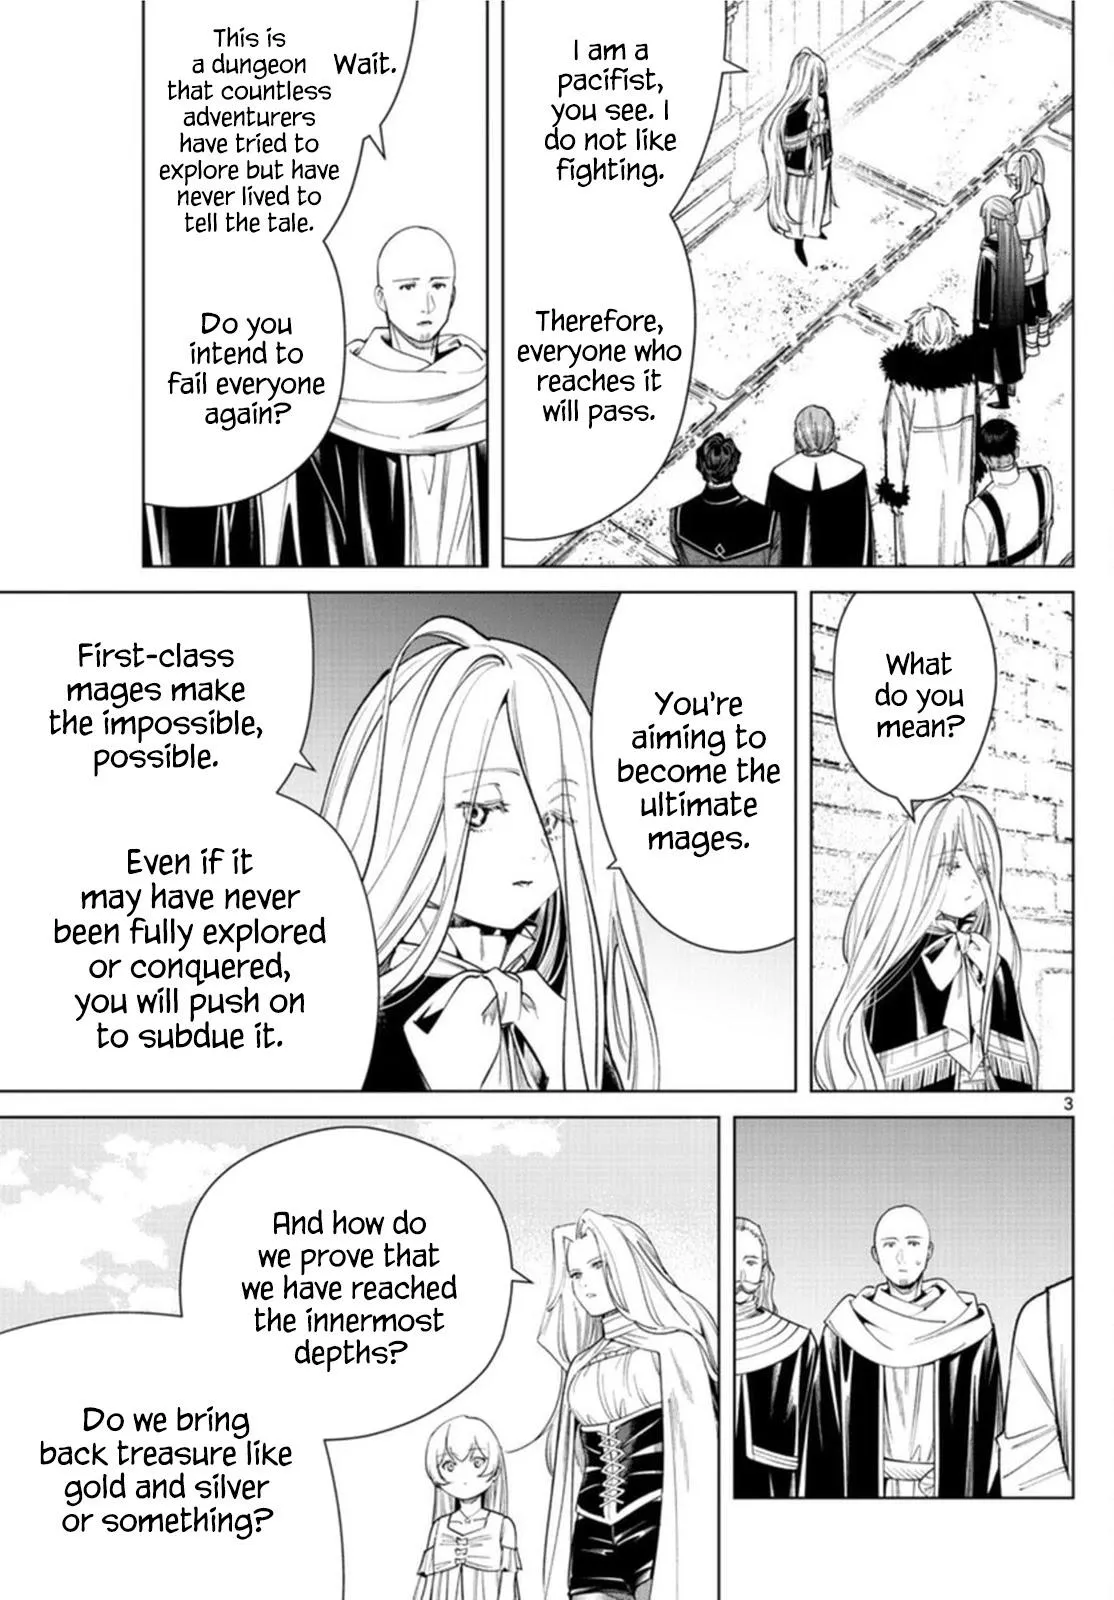 I am a
pacifist,
you see. I
do not like
fighting.
Therefore,
everyone who
reaches it
will pass.
Wait.
This is
a dungeon
that countless
adventurers
have tried to
explore but have
never lived to
tell the tale.
Do you
intend to
fail everyone
again?
What
do you
mean?
You're
aiming to
become the
ultimate
mages.
First-class
mages make
the impossible,
possible.
Even if it
may have never
been fully explored
or conquered,
you will push on
to subdue it.
3
And how do
we prove that
we have reached
the innermost
depths?
Do we bring
back treasure like
gold and silver
or something?